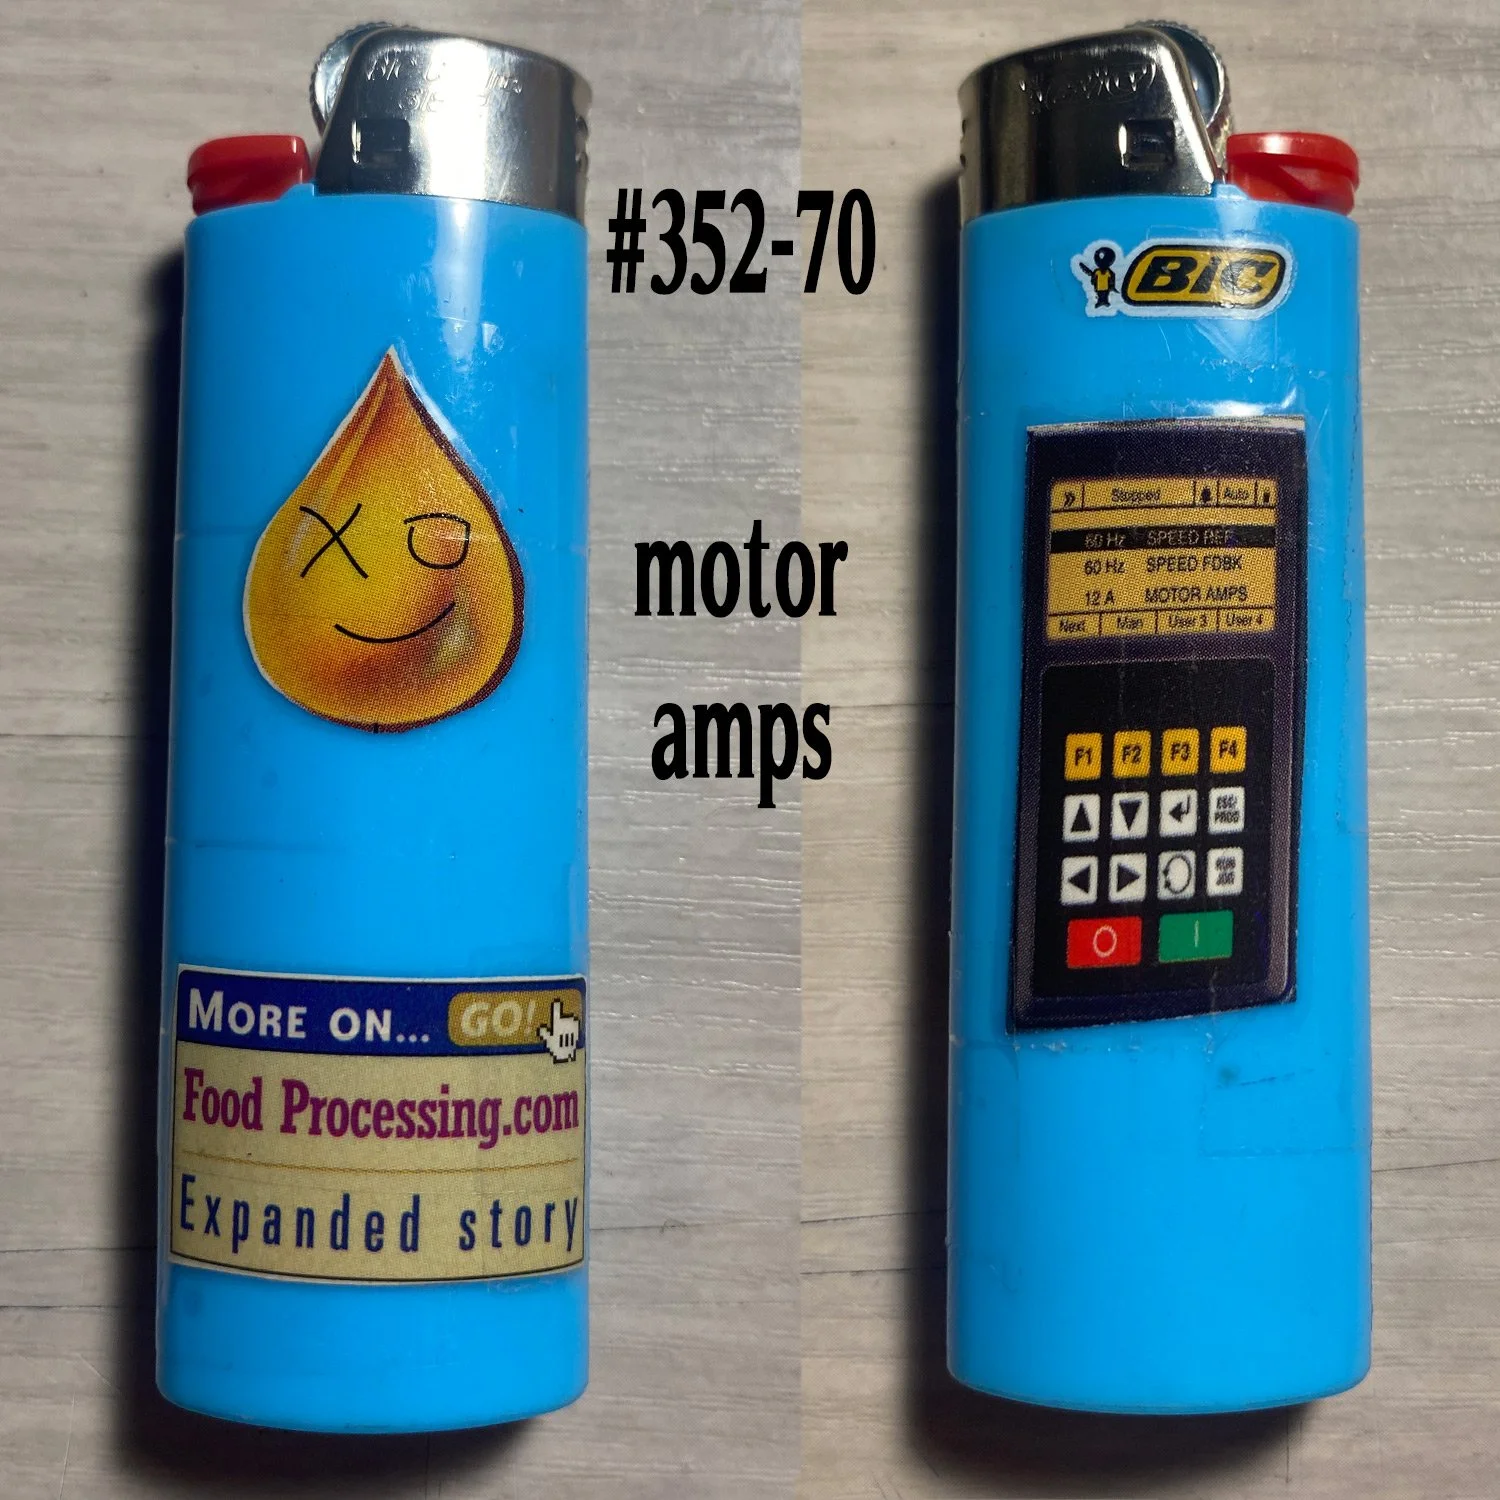 #352-70
motor
amps
MORE ON... GO!
Food Processing.com
Expanded story
BIC
Stopped Auto
60 Hz SPEED REF
60 Hz SPEED FDBK
12 A MOTOR AMPS
Next Man User 3 User 4
F1 F2 F3 F4
ESC/
PROG
RUN
JOG
O I